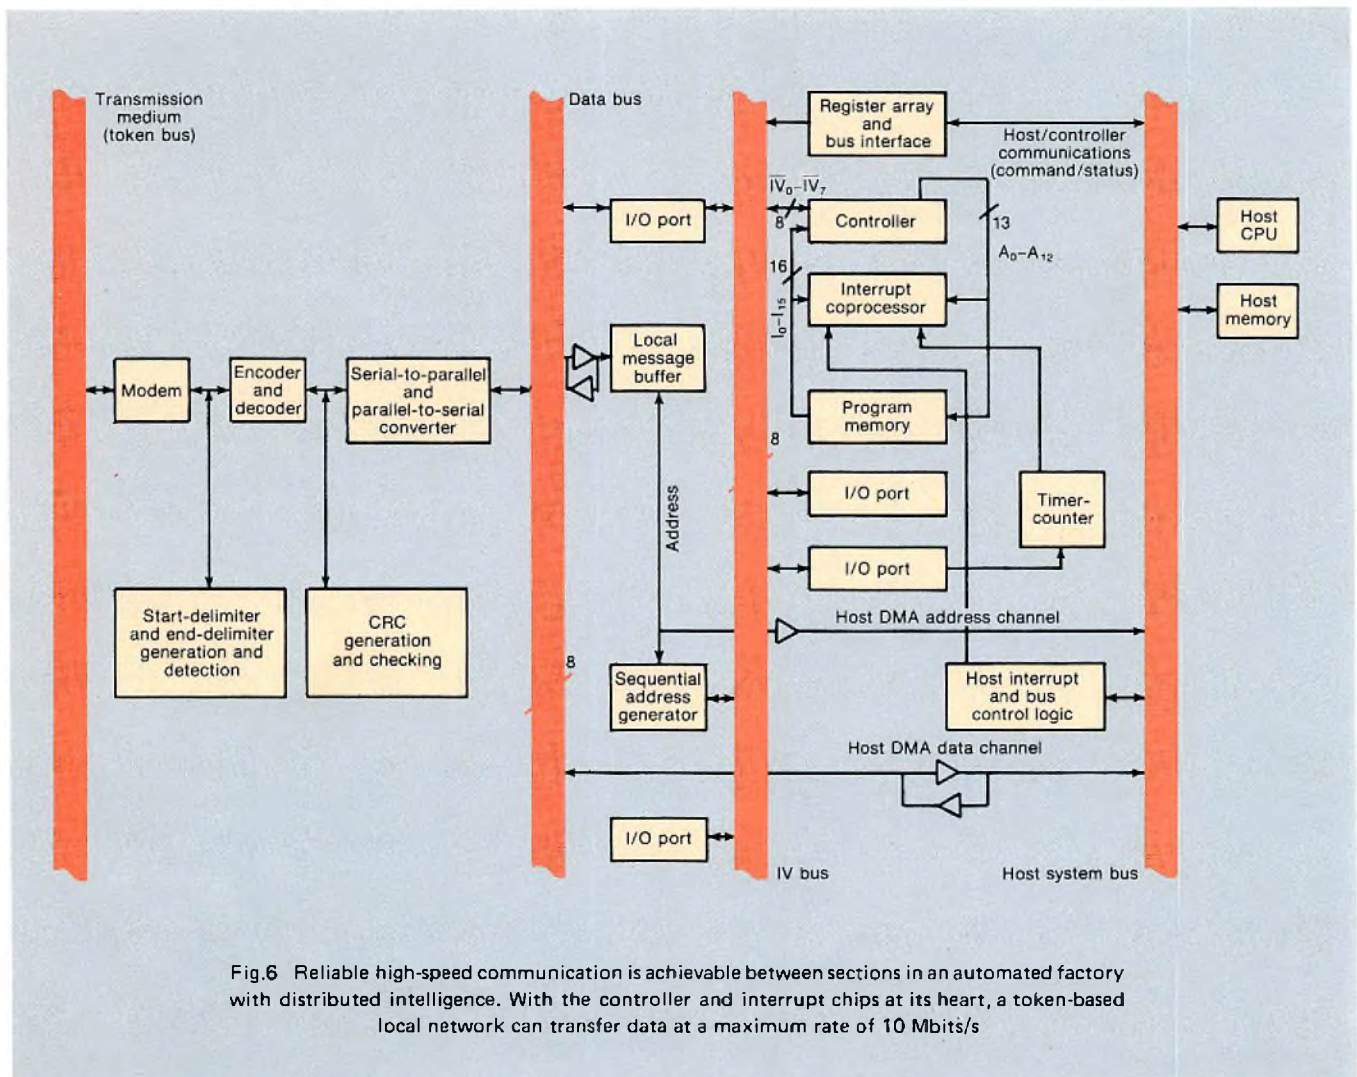 Transmission
medium
(token bus)
Data bus
Register array
and
bus interface
Host/controller
communications
(command/status)
I̅V̅₀–I̅V̅₇
8
I/O port
Controller
13
A₀–A₁₂
Host
CPU
16
I₀–I₁₅
Interrupt
coprocessor
Host
memory
Local
message
buffer
Modem
Encoder
and
decoder
Serial-to-parallel
and
parallel-to-serial
converter
Program
memory
8
Address
I/O port
Timer-
counter
I/O port
Start-delimiter
and end-delimiter
generation and
detection
CRC
generation
and checking
Host DMA address channel
8
Sequential
address
generator
Host interrupt
and bus
control logic
Host DMA data channel
I/O port
IV bus
Host system bus
Fig.6 Reliable high-speed communication is achievable between sections in an automated factory
with distributed intelligence. With the controller and interrupt chips at its heart, a token-based
local network can transfer data at a maximum rate of 10 Mbits/s